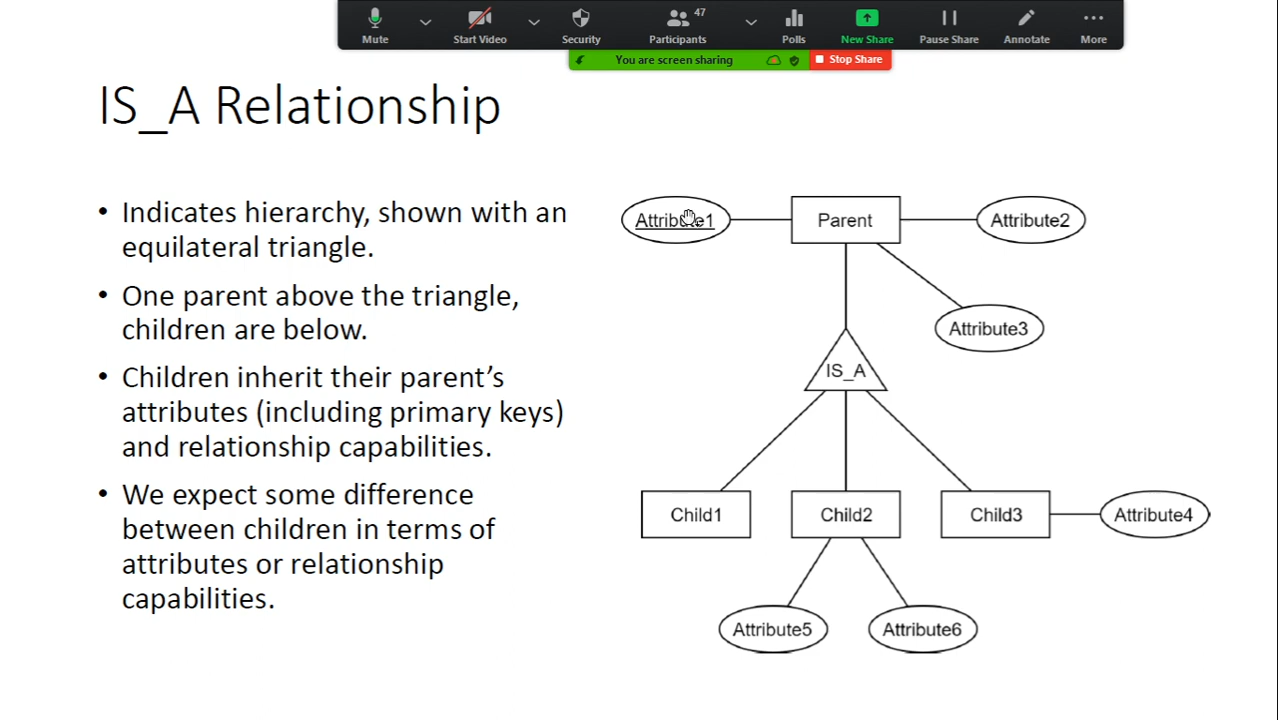 47
Mute
Start Video
Security
Participants
Polls
New Share
Pause Share
Annotate
More
You are screen sharing
Stop Share
IS_A Relationship
• Indicates hierarchy, shown with an
equilateral triangle.
• One parent above the triangle,
children are below.
• Children inherit their parent's
attributes (including primary keys)
and relationship capabilities.
• We expect some difference
between children in terms of
attributes or relationship
capabilities.
Attribute1
Parent
Attribute2
Attribute3
IS_A
Child1
Child2
Child3
Attribute4
Attribute5
Attribute6